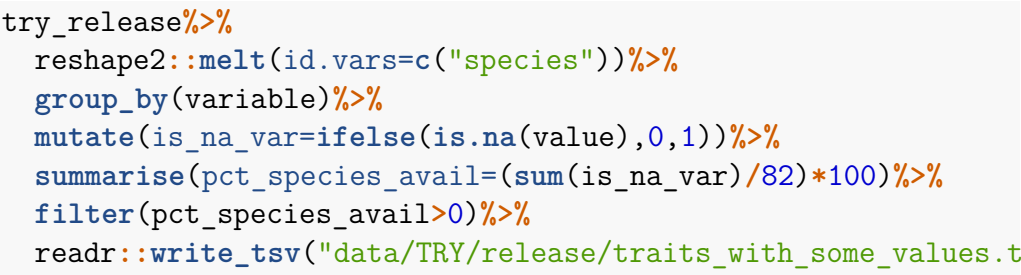 try_release%>%
  reshape2::melt(id.vars=c("species"))%>%
  group_by(variable)%>%
  mutate(is_na_var=ifelse(is.na(value),0,1))%>%
  summarise(pct_species_avail=(sum(is_na_var)/82)*100)%>%
  filter(pct_species_avail>0)%>%
  readr::write_tsv("data/TRY/release/traits_with_some_values.t